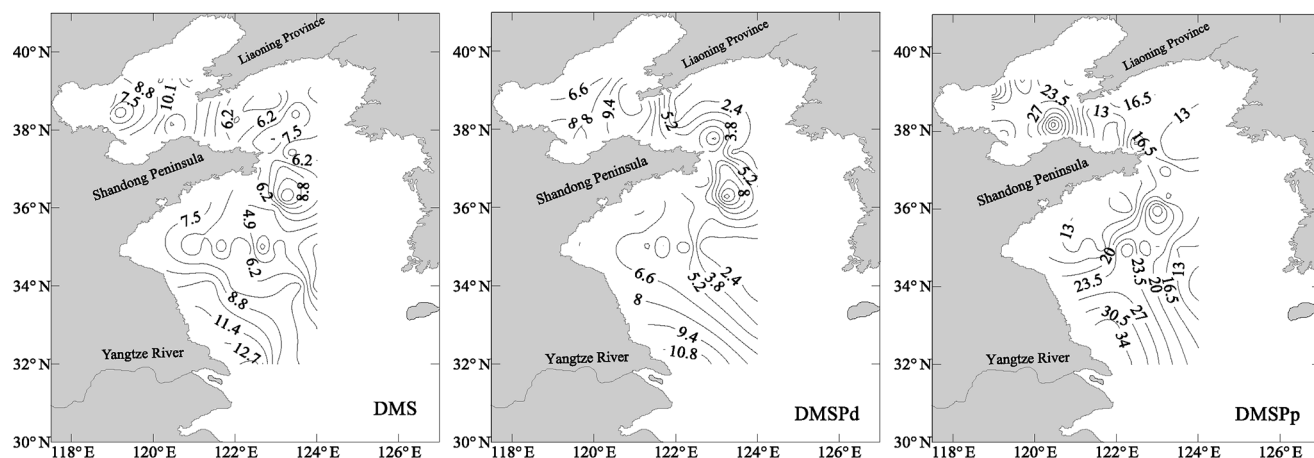 40° N
38° N
36° N
34° N
32° N
30° N
118° E
120° E
122° E
124° E
126° E
Liaoning Province
Shandong Peninsula
Yangtze River
DMS
8.8
7.5
10.1
6.2
6.2
7.5
6.2
6.2
8.8
7.5
4.9
6.2
8.8
11.4
12.7
40° N
38° N
36° N
34° N
32° N
30° N
118° E
120° E
122° E
124° E
126° E
Liaoning Province
Shandong Peninsula
Yangtze River
DMSPd
6.6
9.4
8
8
5.2
2.4
3.8
5.2
8
6.6
5.2
3.8
2.4
8
9.4
10.8
40° N
38° N
36° N
34° N
32° N
30° N
118° E
120° E
122° E
124° E
126° E
Liaoning Province
Shandong Peninsula
Yangtze River
DMSPp
23.5
27
13
16.5
13
16.5
13
20
23.5
23.5
20
16.5
13
30.5
27
34